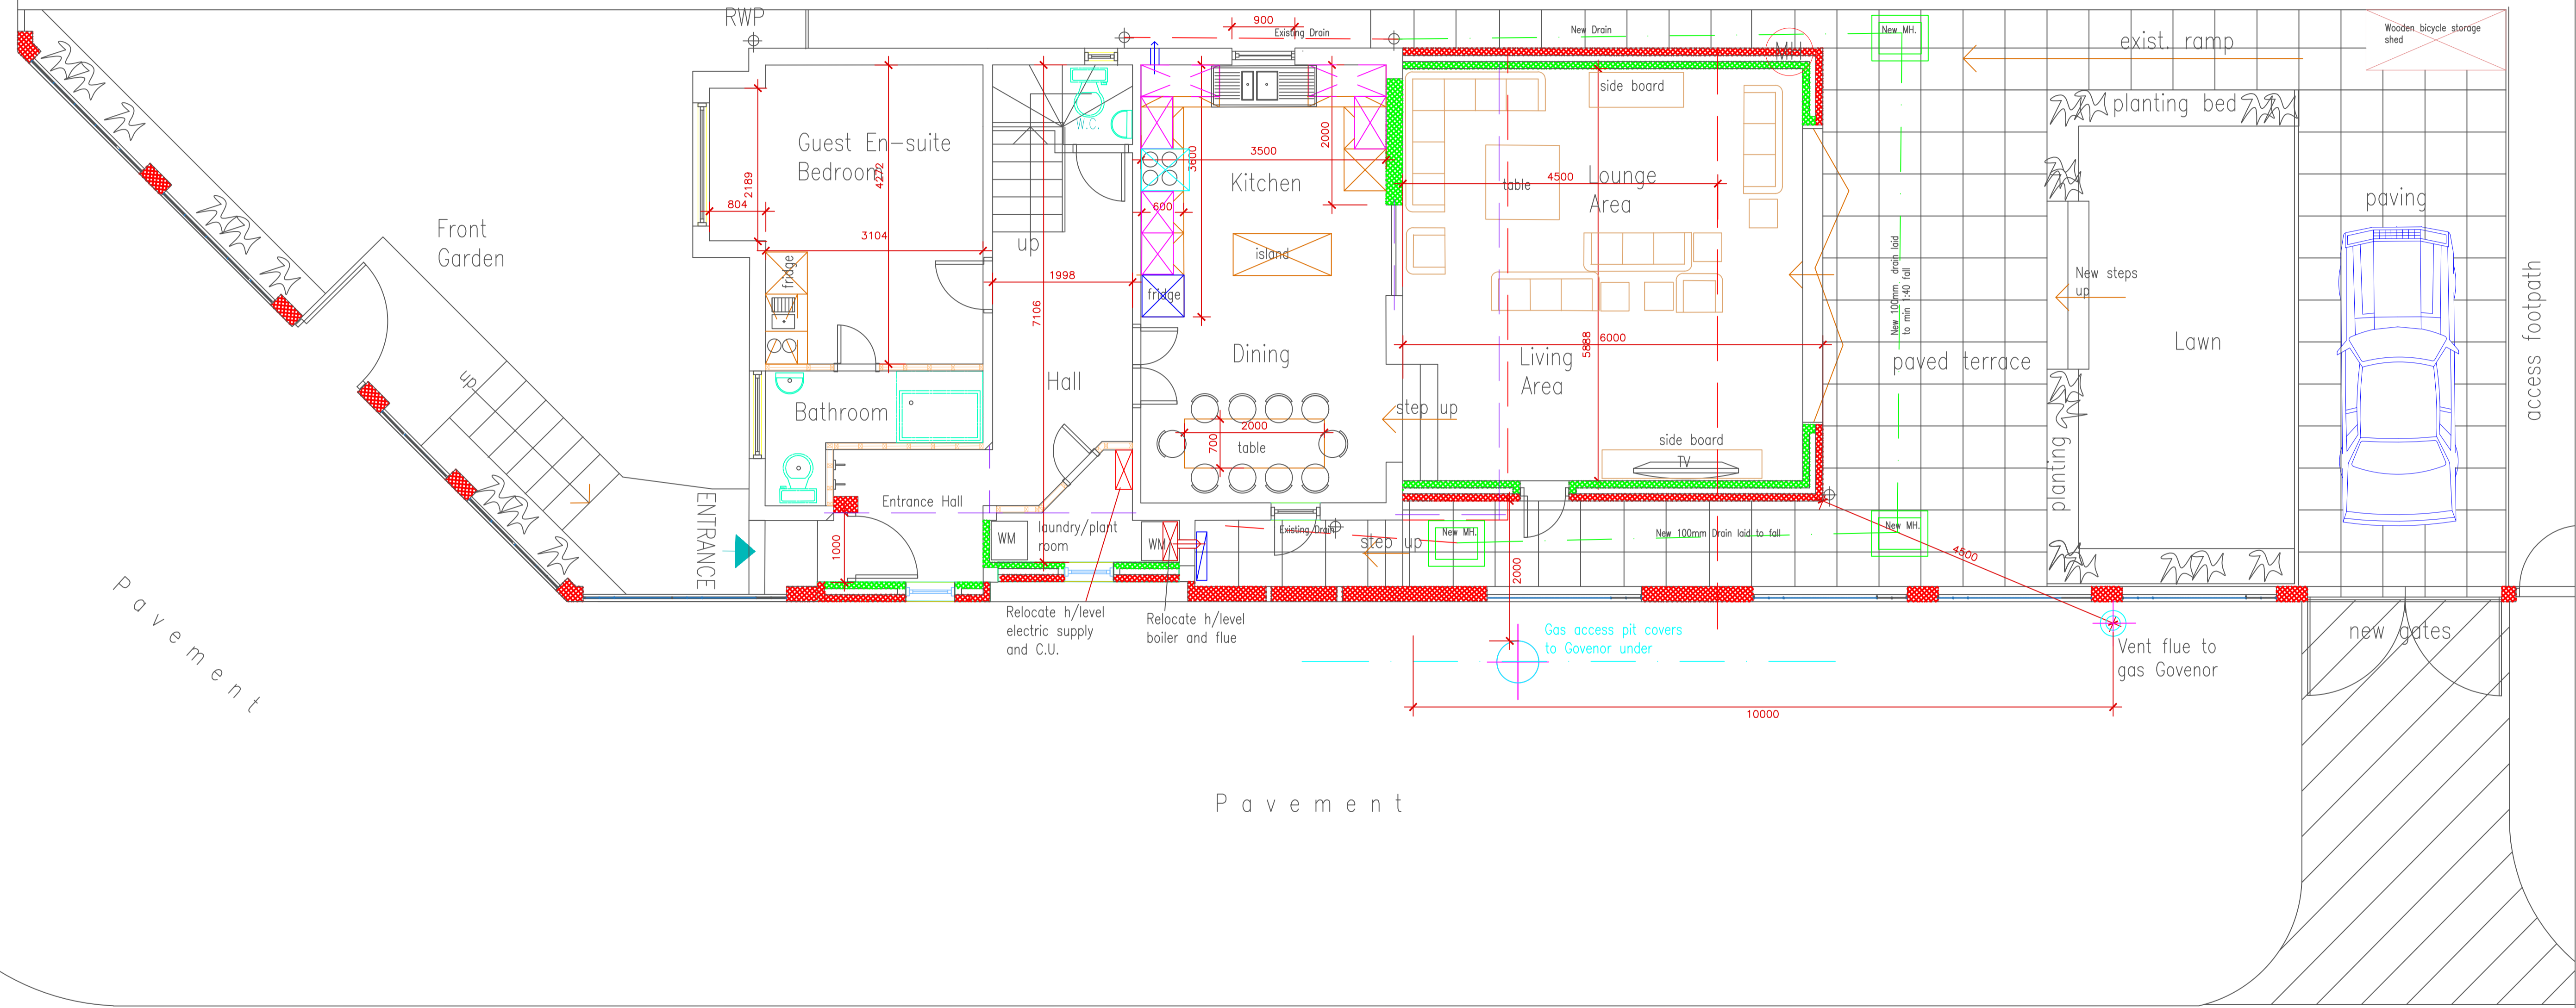 RWP
900
Existing Drain
New Drain
New MH.
MH
exist. ramp
Wooden bicycle storage
shed
side board
planting bed
W.C.
Guest En-suite
Bedroom
4272
2189
804
3104
3600
3500
2000
Kitchen
table
4500
Lounge
Area
paving
600
Front
Garden
up
fridge
island
1998
7106
fridge
New 100mm drain laid
to min 1:40 fall
New steps
up
access footpath
Dining
Living
Area
5888
6000
paved terrace
Lawn
up
Hall
Bathroom
step up
2000
700
table
side board
TV
planting
ENTRANCE
Entrance Hall
1000
WM
laundry/plant
room
WM
Existing Drain
step up
New MH.
New 100mm Drain laid to fall
New MH.
4500
2000
Relocate h/level
electric supply
and C.U.
Relocate h/level
boiler and flue
Gas access pit covers
to Govenor under
Vent flue to
gas Govenor
new gates
Pavement
10000
Pavement